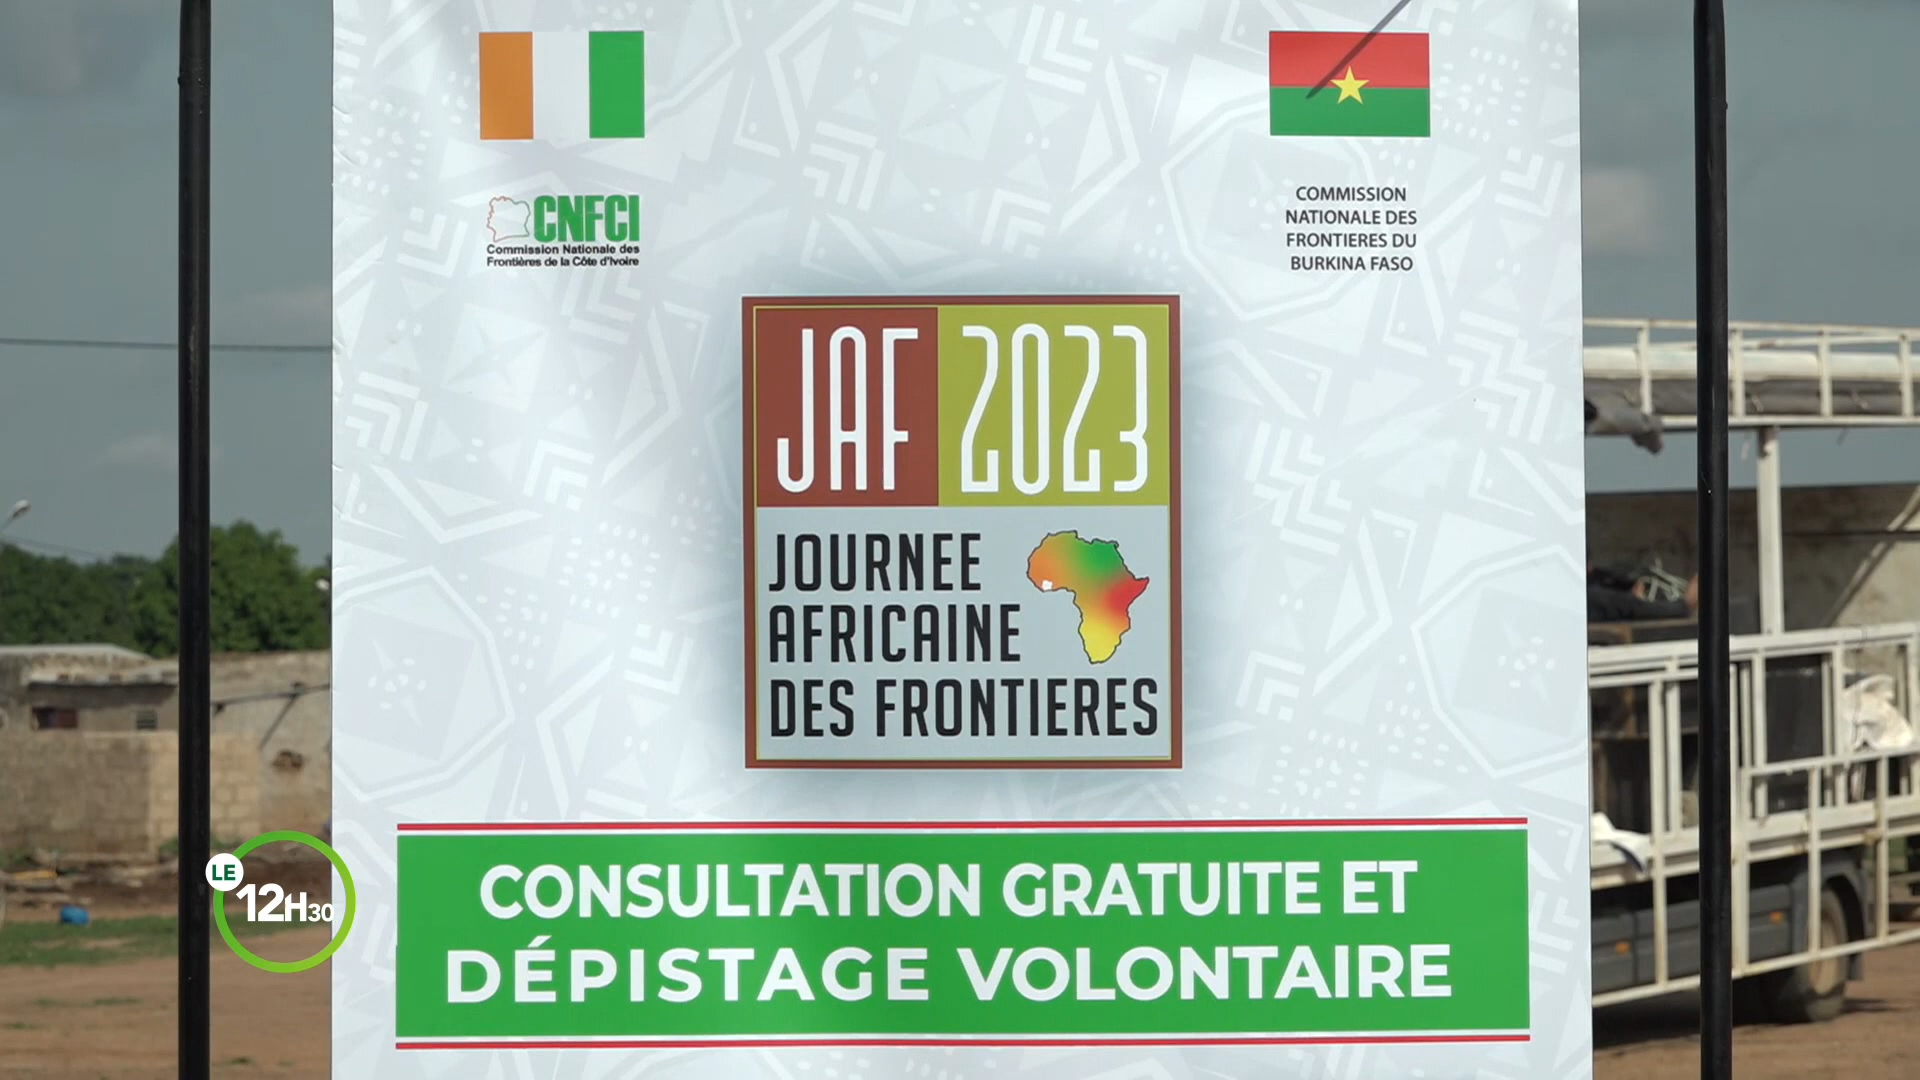 CNFCI
Commission Nationale des
Frontières de la Côte d'Ivoire
COMMISSION
NATIONALE DES
FRONTIERES DU
BURKINA FASO
JAF 2023
JOURNEE
AFRICAINE
DES FRONTIERES
CONSULTATION GRATUITE ET
DÉPISTAGE VOLONTAIRE
LE
12H30